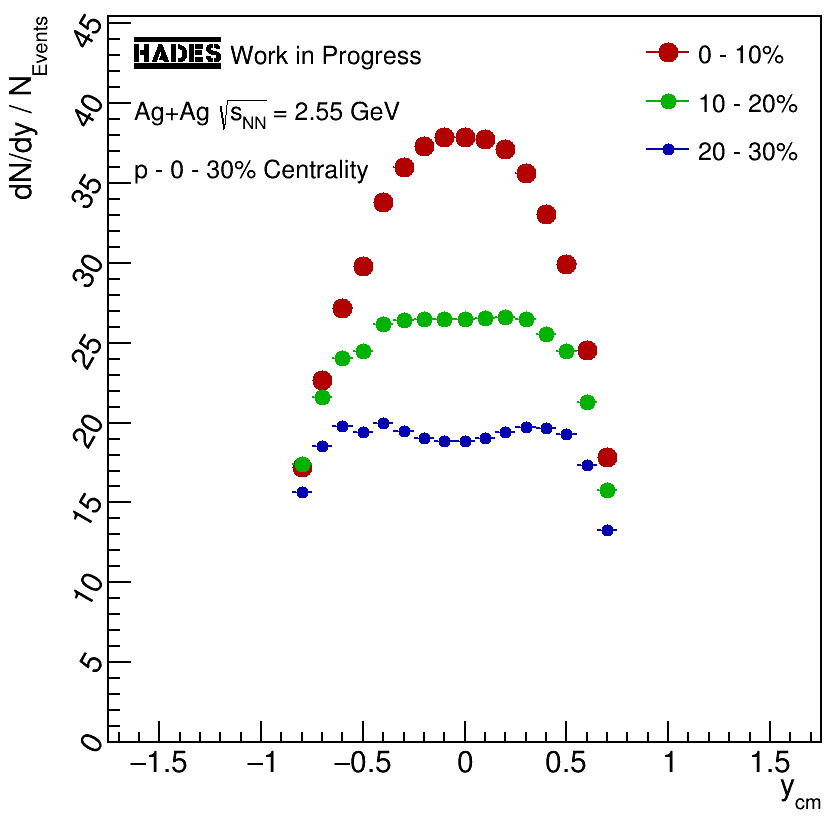 dN/dy / N_Events
45
40
35
30
25
20
15
10
5
0
HADES Work in Progress
Ag+Ag √s_NN = 2.55 GeV
p - 0 - 30% Centrality
0 - 10%
10 - 20%
20 - 30%
−1.5 −1 −0.5 0 0.5 1 1.5
y_cm